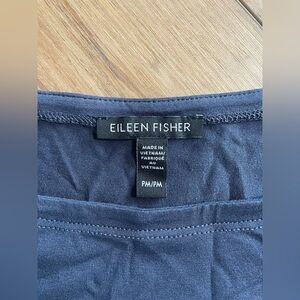 EILEEN FISHER
MADE IN
VIETNAM/
FABRIQUÉ
AU
VIETNAM
PM/PM